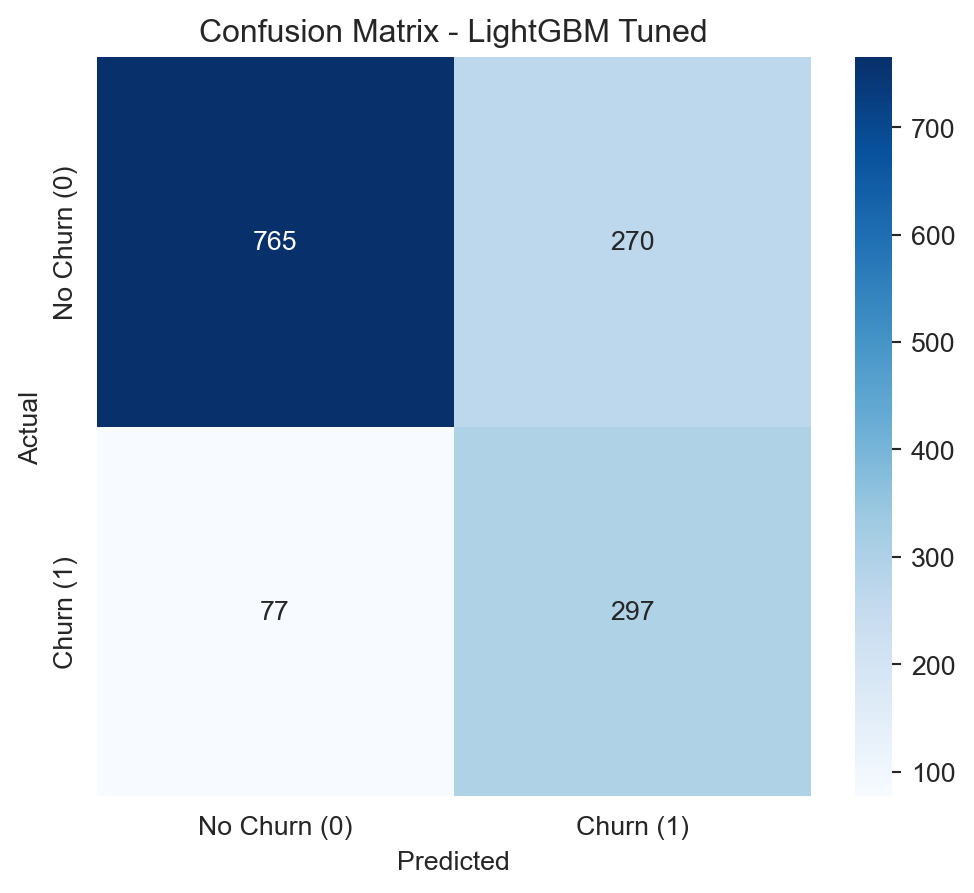 Confusion Matrix - LightGBM Tuned
No Churn (0)
Churn (1)
Actual
765
270
77
297
No Churn (0)
Churn (1)
Predicted
700
600
500
400
300
200
100